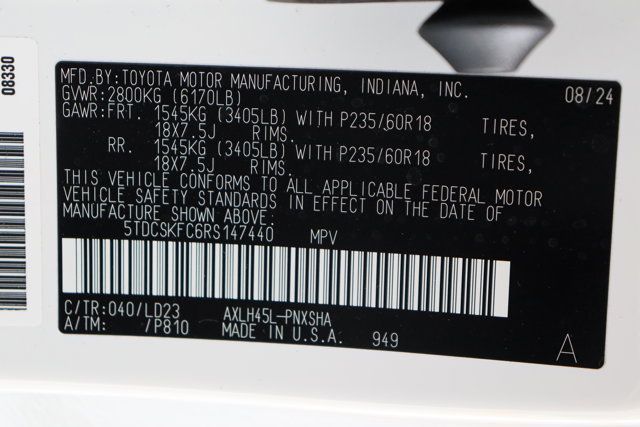 08330
MFD.BY:TOYOTA MOTOR MANUFACTURING, INDIANA, INC. 08/24
GVWR:2800KG (6170LB)
GAWR:FRT. 1545KG (3405LB) WITH P235/60R18 TIRES,
18X7.5J RIMS.
RR. 1545KG (3405LB) WITH P235/60R18 TIRES,
18X7.5J RIMS.
THIS VEHICLE CONFORMS TO ALL APPLICABLE FEDERAL MOTOR
VEHICLE SAFETY STANDARDS IN EFFECT ON THE DATE OF
MANUFACTURE SHOWN ABOVE.
5TDCSKFC6RS147440 MPV
C/TR:040/LD23 AXLH45L-PNXSHA
A/TM: /P810 MADE IN U.S.A. 949 A